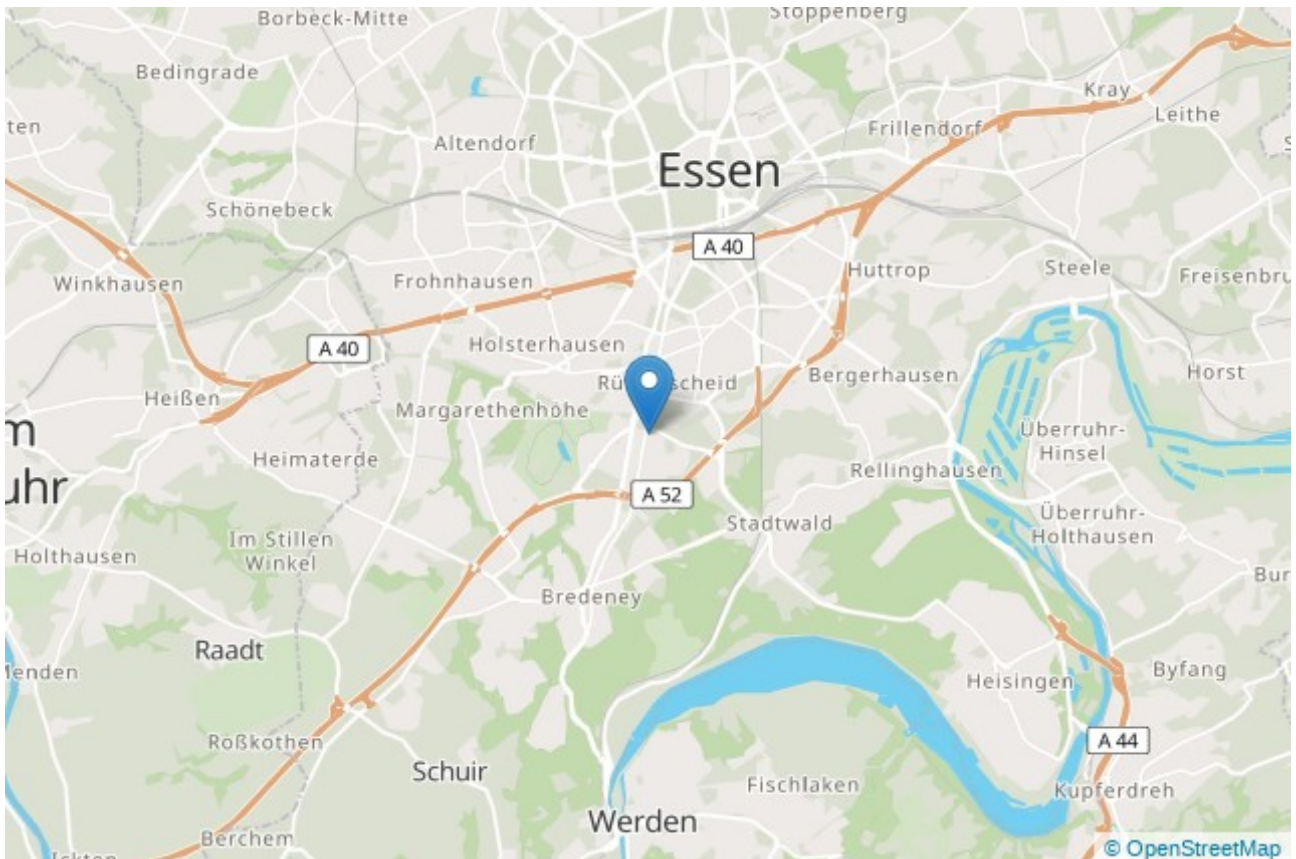 Borbeck-Mitte
Stoppenberg
Bedingrade
Kray
Leithe
Altendorf
Frillendorf
Essen
Schönebeck
A 40
Huttrop
Steele
Frohnhausen
Winkhausen
A 40
Holsterhausen
Horst
Bergerhausen
Heißen
Margarethenhöhe
Überruhr-
Hinsel
Heimaterde
Rellinghausen
A 52
Stadtwald
Überruhr-
Holthausen
Im Stillen
Winkel
Holthausen
Bredeney
Raadt
Byfang
Heisingen
Roßkothen
A 44
Schuir
Fischlaken
Kupferdreh
Werden
Berchem
© OpenStreetMap